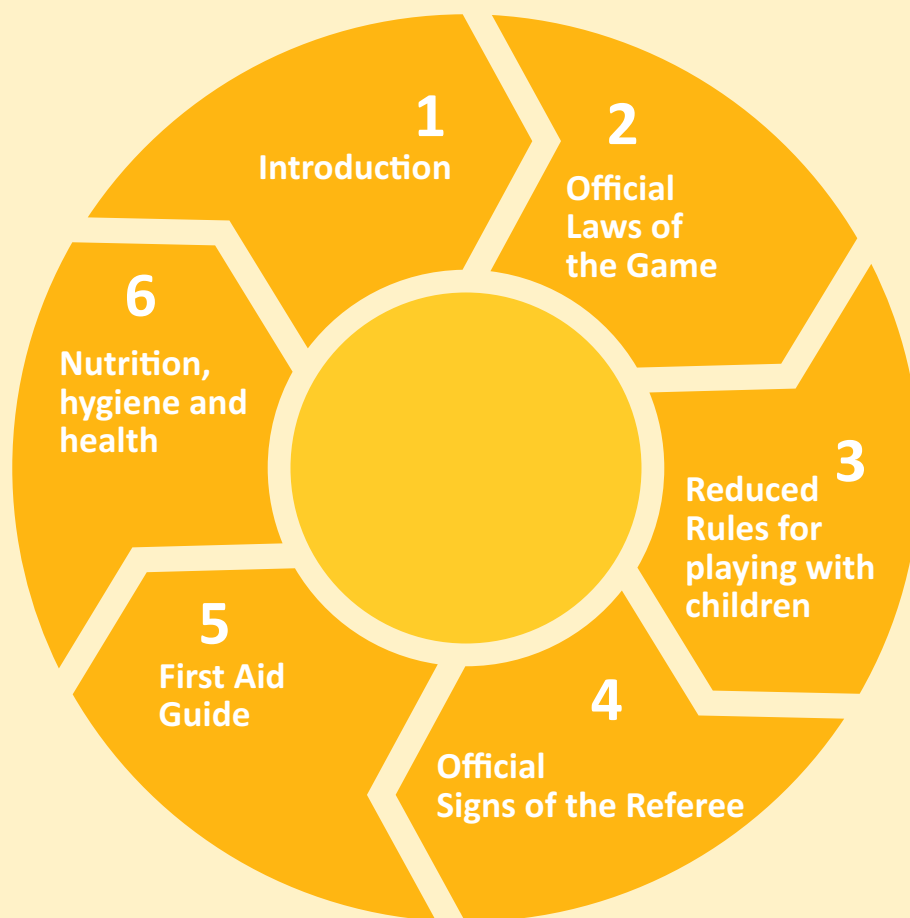 1
Introduction
2
Official
Laws of
the Game
3
Reduced
Rules for
playing with
children
4
Official
Signs of the Referee
5
First Aid
Guide
6
Nutrition,
hygiene and
health